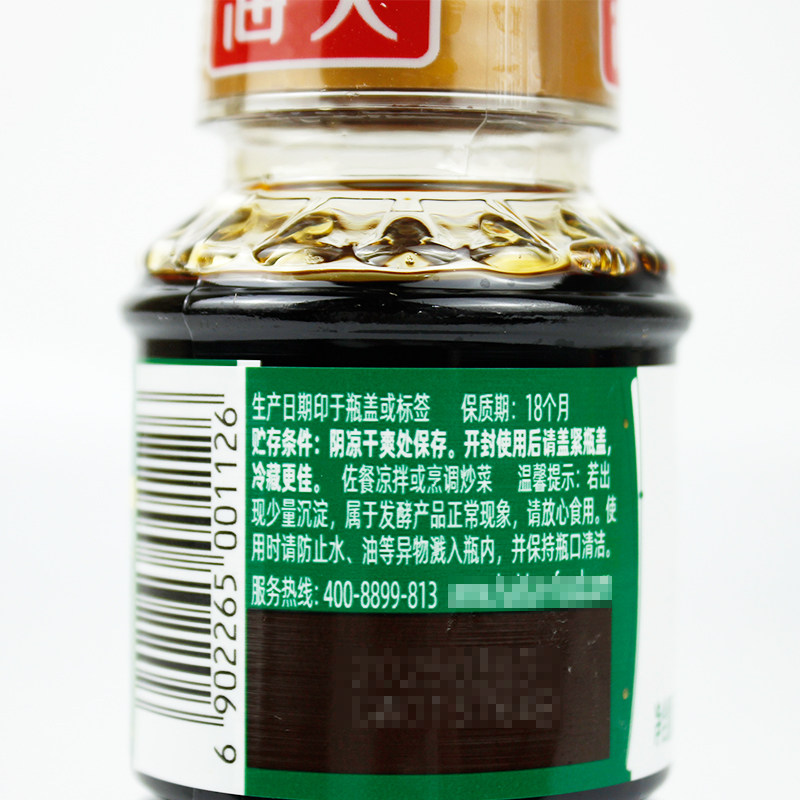 海天
生产日期印于瓶盖或标签 保质期：18个月
贮存条件：阴凉干爽处保存。开封使用后请盖紧瓶盖，
冷藏更佳。 佐餐凉拌或烹调炒菜 温馨提示：若出
现少量沉淀，属于发酵产品正常现象，请放心食用。使
用时请防止水、油等异物溅入瓶内，并保持瓶口清洁。
服务热线：400-8899-813
6 902265 001126